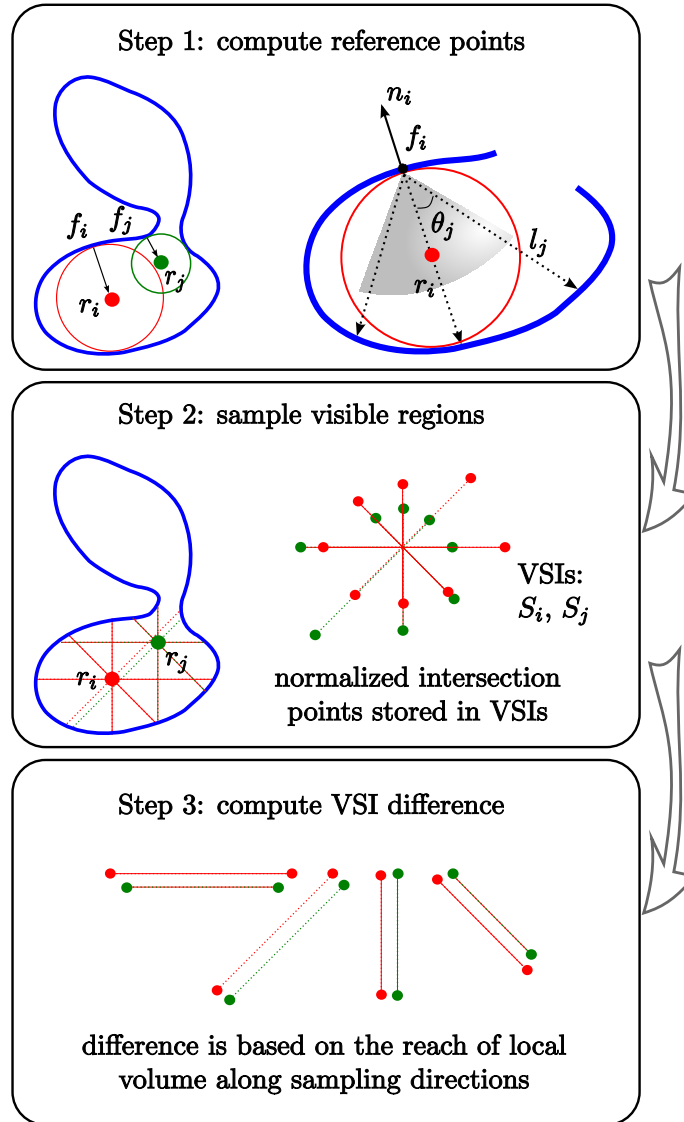 Step 1: compute reference points
n_i
f_i
f_i f_j
θ_j
l_j
r_j
r_i
r_i
Step 2: sample visible regions
VSIs:
S_i, S_j
r_j
r_i
normalized intersection
points stored in VSIs
Step 3: compute VSI difference
difference is based on the reach of local
volume along sampling directions